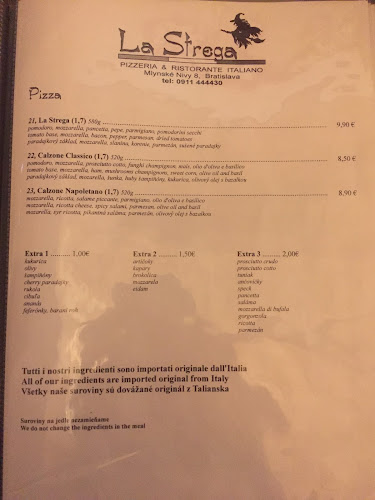 La Strega
PIZZERIA & RISTORANTE ITALIANO
Mlynské Nivy 8, Bratislava
tel: 0911 444430
Pizza
21, La Strega (1,7) 500g 9,90 €
pomodoro, mozzarella, pancetta, pepe, parmigiano, pomodorini secchi
tomato base, mozzarella, bacon, pepper, parmesan, dried tomatoes
paradajkový základ, mozzarella, slanina, korenie, parmezán, sušené paradajky
22, Calzone Classico (1,7) 520g 8,50 €
pomodoro, mozzarella, prosciutto cotto, funghi champignon, mais, olio d'oliva e basilico
tomato base, mozzarella, ham, mushrooms champignons, sweet corn, olive oil and basil
paradajkový základ, mozzarella, šunka, huby šampiňóny, kukurica, olivový olej s bazalkou
23, Calzone Napoletano (1,7) 520g 8,90 €
mozzarella, ricotta, salame piccante, parmigiano, olio d'oliva e basilico
mozzarella, ricotta cheese, spicy salami, parmesan, olive oil and basil
mozzarella, syr ricotta, pikantná saláma, parmezán, olivový olej s bazalkou
Extra 1 .......... 1,00€
kukurica
olivy
šampiňóny
cherry paradajky
rukola
cibuľa
ananás
feferónky, baranie rohy
Extra 2 ......... 1,50€
artičoky
kapary
brokolica
mozzarela
eidam
Extra 3 .......... 2,00€
prosciutto crudo
prosciutto cotto
tuniak
ančovičky
speck
pancetta
saláma
mozzarella di bufala
gorgonzola
ricotta
parmezán
Tutti i nostri ingredienti sono importati originale dall'Italia
All of our ingredients are imported original from Italy
Všetky naše suroviny sú dovážané originál z Talianska
Suroviny na jedle nezamieňame
We do not change the ingredients in the meal